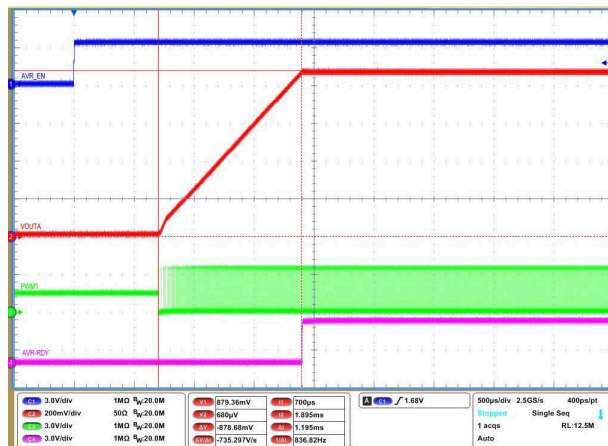 1 AVR_EN
VOUTA
2
PWM1
3
AVR-RDY
4
C1 3.0V/div 1MΩ BW:20.0M
C2 200mV/div 50Ω BW:20.0M
C3 3.0V/div 1MΩ BW:20.0M
C4 3.0V/div 1MΩ BW:20.0M
V1 879.36mV t1 700µs
V2 680µV t2 1.895ms
ΔV -878.68mV Δt 1.195ms
ΔV/Δt -735.297V/s 1/Δt 836.82Hz
A C1 1.68V
500µs/div 2.5GS/s 400ps/pt
Stopped Single Seq
1 acqs RL:12.5M
Auto